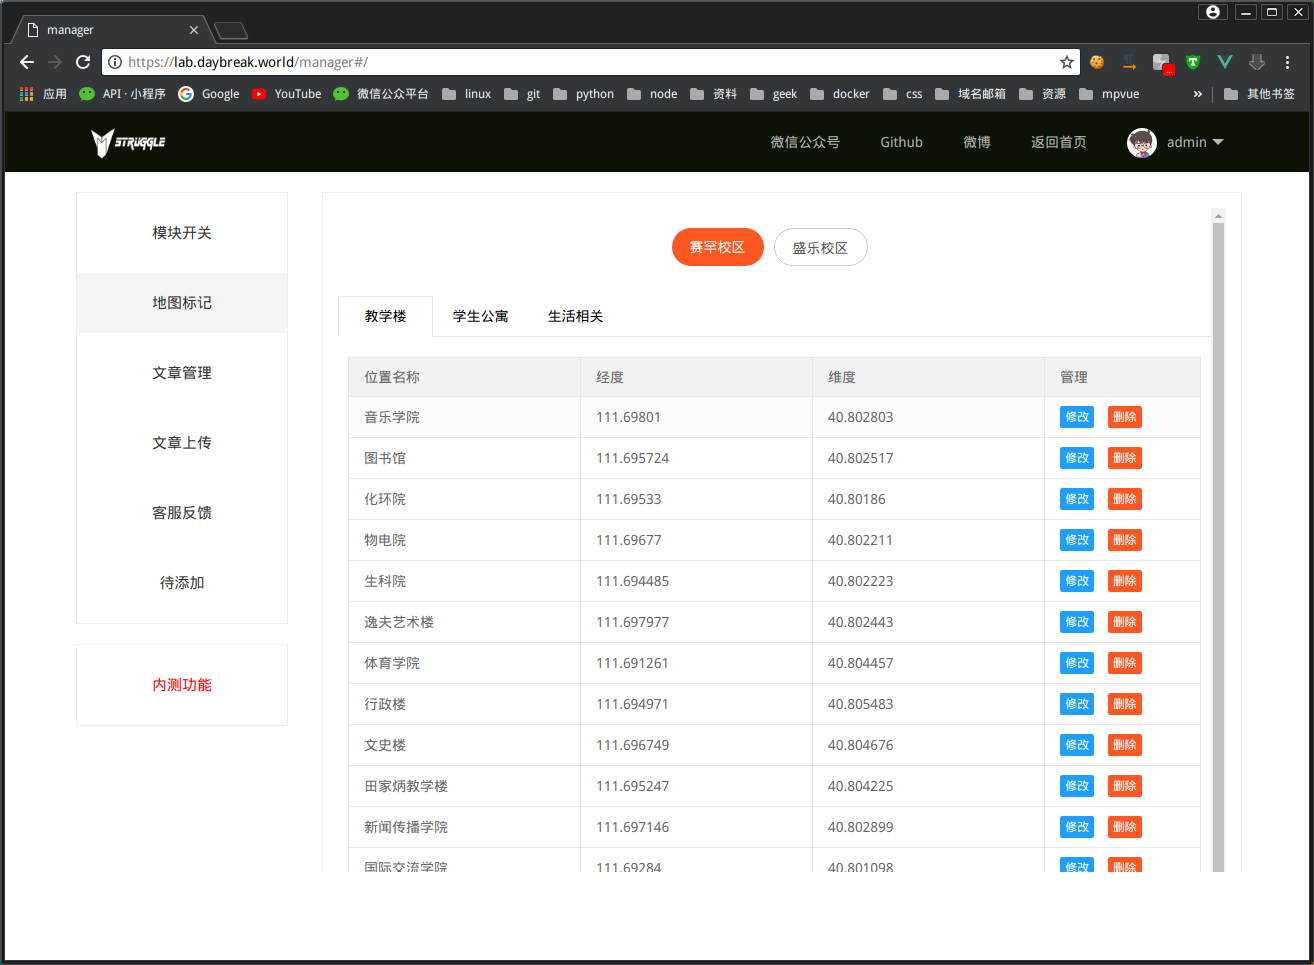 manager
https://lab.daybreak.world/manager#/
应用 API · 小程序 Google YouTube 微信公众平台 linux git python node 资料 geek docker css 域名邮箱 资源 mpvue » 其他书签
STRUGGLE 微信公众号 Github 微博 返回首页 admin
模块开关
地图标记
文章管理
文章上传
客服反馈
待添加
内测功能
赛罕校区 盛乐校区
教学楼 学生公寓 生活相关
位置名称 经度 维度 管理
音乐学院 111.69801 40.802803 修改 删除
图书馆 111.695724 40.802517 修改 删除
化环院 111.69533 40.80186 修改 删除
物电院 111.69677 40.802211 修改 删除
生科院 111.694485 40.802223 修改 删除
逸夫艺术楼 111.697977 40.802443 修改 删除
体育学院 111.691261 40.804457 修改 删除
行政楼 111.694971 40.805483 修改 删除
文史楼 111.696749 40.804676 修改 删除
田家炳教学楼 111.695247 40.804225 修改 删除
新闻传播学院 111.697146 40.802899 修改 删除
国际交流学院 111.69284 40.801098 修改 删除